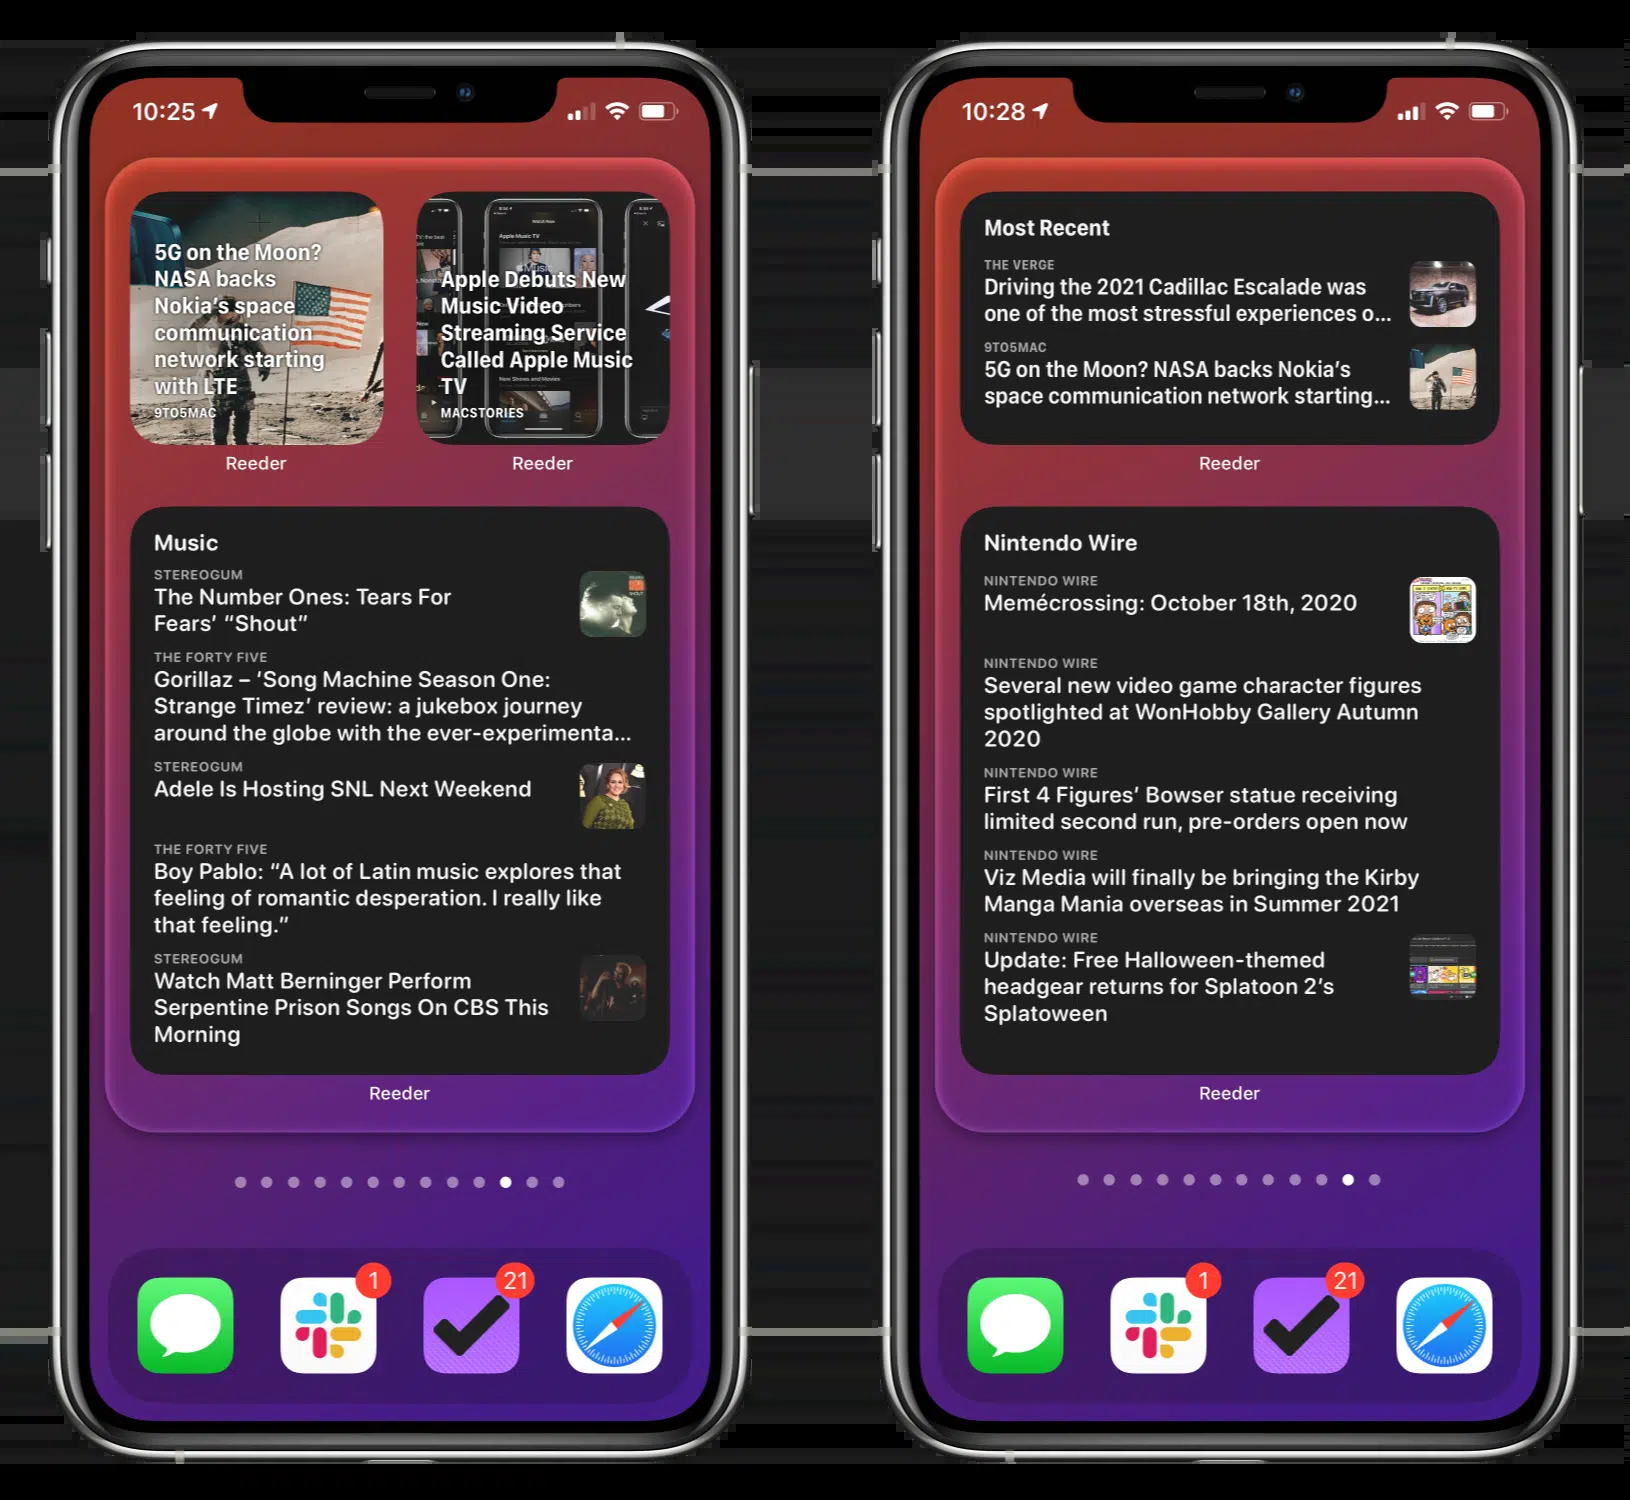 10:25
5G on the Moon?
NASA backs
Nokia's space
communication
network starting
with LTE
9TO5MAC
Reeder
Apple Music TV
Apple Debuts New
Music Video
Streaming Service
Called Apple Music
TV
New Shows and Movies
MACSTORIES
Reeder
Music
STEREOGUM
The Number Ones: Tears For
Fears' “Shout”
THE FORTY FIVE
Gorillaz – ‘Song Machine Season One:
Strange Timez’ review: a jukebox journey
around the globe with the ever-experimenta...
STEREOGUM
Adele Is Hosting SNL Next Weekend
THE FORTY FIVE
Boy Pablo: “A lot of Latin music explores that
feeling of romantic desperation. I really like
that feeling.”
STEREOGUM
Watch Matt Berninger Perform
Serpentine Prison Songs On CBS This
Morning
Reeder
1
21
10:28
Most Recent
THE VERGE
Driving the 2021 Cadillac Escalade was
one of the most stressful experiences o...
9TO5MAC
5G on the Moon? NASA backs Nokia's
space communication network starting...
Reeder
Nintendo Wire
NINTENDO WIRE
Memécrossing: October 18th, 2020
NINTENDO WIRE
Several new video game character figures
spotlighted at WonHobby Gallery Autumn
2020
NINTENDO WIRE
First 4 Figures' Bowser statue receiving
limited second run, pre-orders open now
NINTENDO WIRE
Viz Media will finally be bringing the Kirby
Manga Mania overseas in Summer 2021
NINTENDO WIRE
Update: Free Halloween-themed
headgear returns for Splatoon 2's
Splatoween
Reeder
1
21